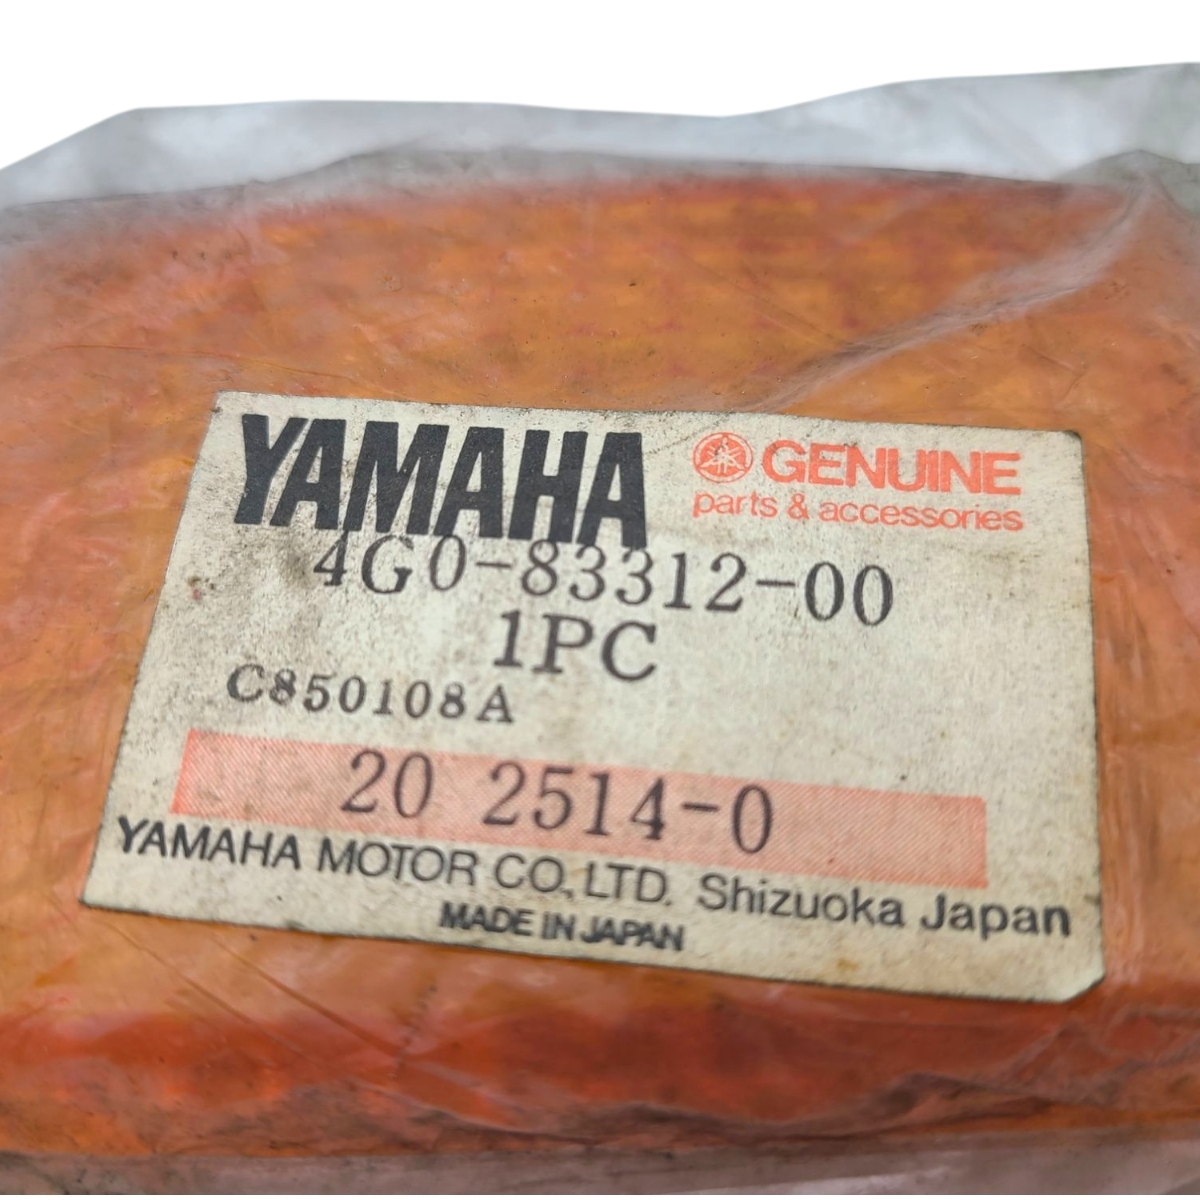 YAMAHA
GENUINE
parts & accessories
4G0-83312-00
1PC
C850108A
20 2514-0
YAMAHA MOTOR CO., LTD. Shizuoka Japan
MADE IN JAPAN